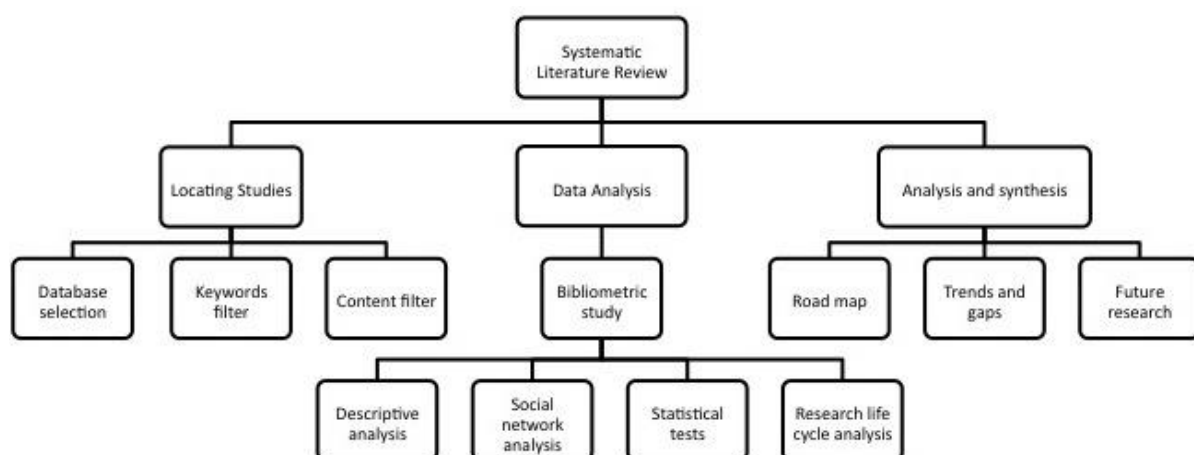 Systematic
Literature Review
Locating Studies
Data Analysis
Analysis and synthesis
Database
selection
Keywords
filter
Content filter
Bibliometric
study
Road map
Trends and
gaps
Future
research
Descriptive
analysis
Social
network
analysis
Statistical
tests
Research life
cycle analysis